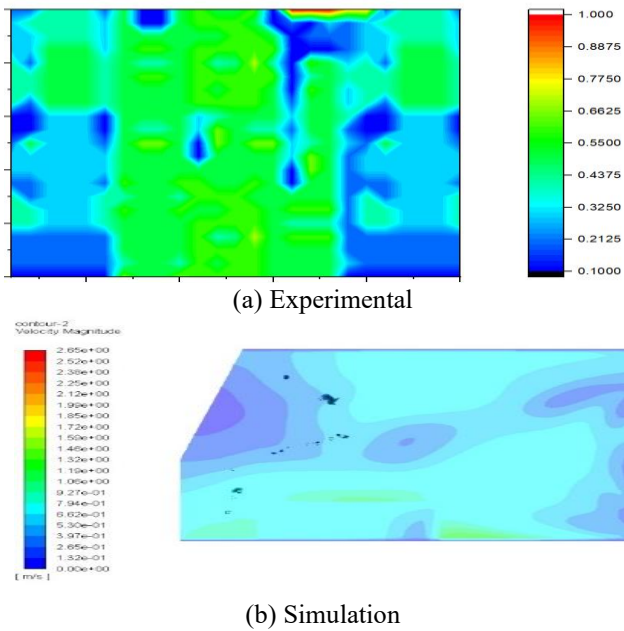 1.000
0.8875
0.7750
0.6625
0.5500
0.4375
0.3250
0.2125
0.1000
(a) Experimental
contour-2
Velocity Magnitude
2.65e+00
2.52e+00
2.38e+00
2.25e+00
2.12e+00
1.99e+00
1.85e+00
1.72e+00
1.59e+00
1.46e+00
1.32e+00
1.19e+00
1.06e+00
9.27e-01
7.94e-01
6.62e-01
5.30e-01
3.97e-01
2.65e-01
1.32e-01
0.00e+00
[ m/s ]
(b) Simulation